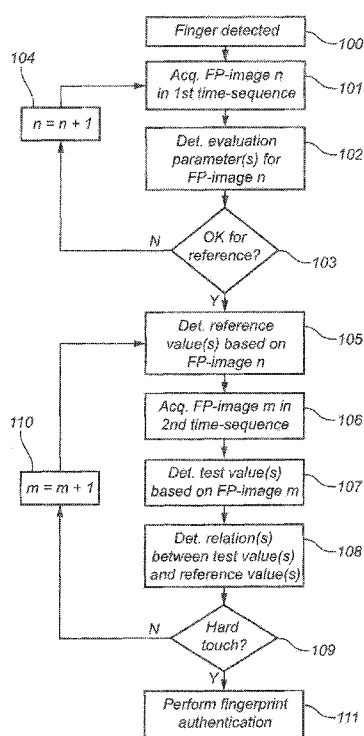 Finger detected
100
104
Acq. FP-image n
in 1st time-sequence
101
n = n + 1
Det. evaluation
parameter(s) for
FP-image n
102
N
OK for
reference?
103
Y
Det. reference
value(s) based on
FP-image n
105
Acq. FP-image m in
2nd time-sequence
106
110
m = m + 1
Det. test value(s)
based on FP-image m
107
Det. relation(s)
between test value(s)
and reference value(s)
108
N
Hard
touch?
109
Y
Perform fingerprint
authentication
111